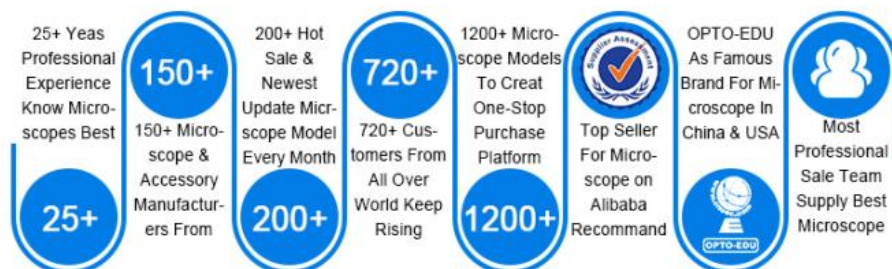 25+ Yeas
Professional
Experience
Know Micro-
scopes Best
25+
150+
150+ Micro-
scope &
Accessory
Manufactur-
ers From
200+ Hot
Sale &
Newest
Update Micr-
scope Model
Every Month
200+
720+
720+ Cus-
tomers From
All Over
World Keep
Rising
1200+ Micro-
scope Models
To Creat
One-Stop
Purchase
Platform
1200+
Supplier Assessment
Top Seller
For Micro-
scope on
Alibaba
Recommand
OPTO-EDU
As Famous
Brand For Mi-
croscope In
China & USA
OPTO-EDU
Most
Professional
Sale Team
Supply Best
Microscope